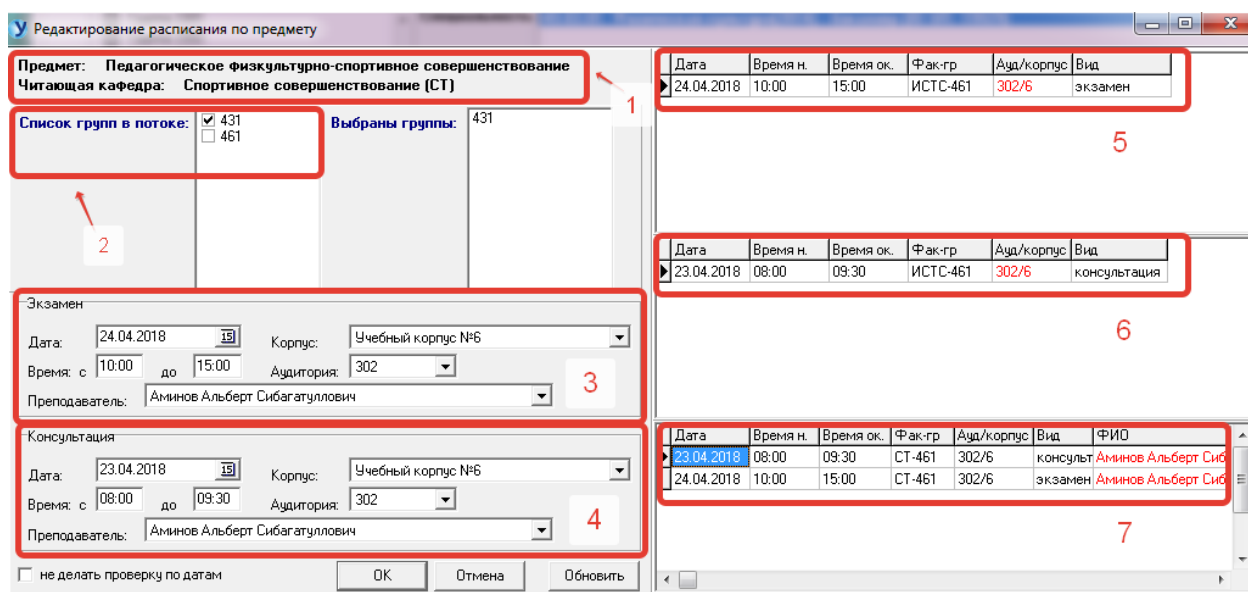 Редактирование расписания по предмету
Предмет: Педагогическое физкультурно-спортивное совершенствование
Читающая кафедра: Спортивное совершенствование (СТ)
1
Список групп в потоке:
431
461
Выбраны группы:
431
2
Экзамен
Дата: 24.04.2018 15 Корпус: Учебный корпус №6
Время: с 10:00 до 15:00 Аудитория: 302
Преподаватель: Аминов Альберт Сибагатуллович
3
Консультация
Дата: 23.04.2018 15 Корпус: Учебный корпус №6
Время: с 08:00 до 09:30 Аудитория: 302
Преподаватель: Аминов Альберт Сибагатуллович
4
не делать проверку по датам
ОК Отмена Обновить
Дата Время н. Время ок. Фак-гр Ауд/корпус Вид
24.04.2018 10:00 15:00 ИСТС-461 302/6 экзамен
5
Дата Время н. Время ок. Фак-гр Ауд/корпус Вид
23.04.2018 08:00 09:30 ИСТС-461 302/6 консультация
6
Дата Время н. Время ок. Фак-гр Ауд/корпус Вид ФИО
23.04.2018 08:00 09:30 СТ-461 302/6 консульт Аминов Альберт Сиб
24.04.2018 10:00 15:00 СТ-461 302/6 экзамен Аминов Альберт Сиб
7